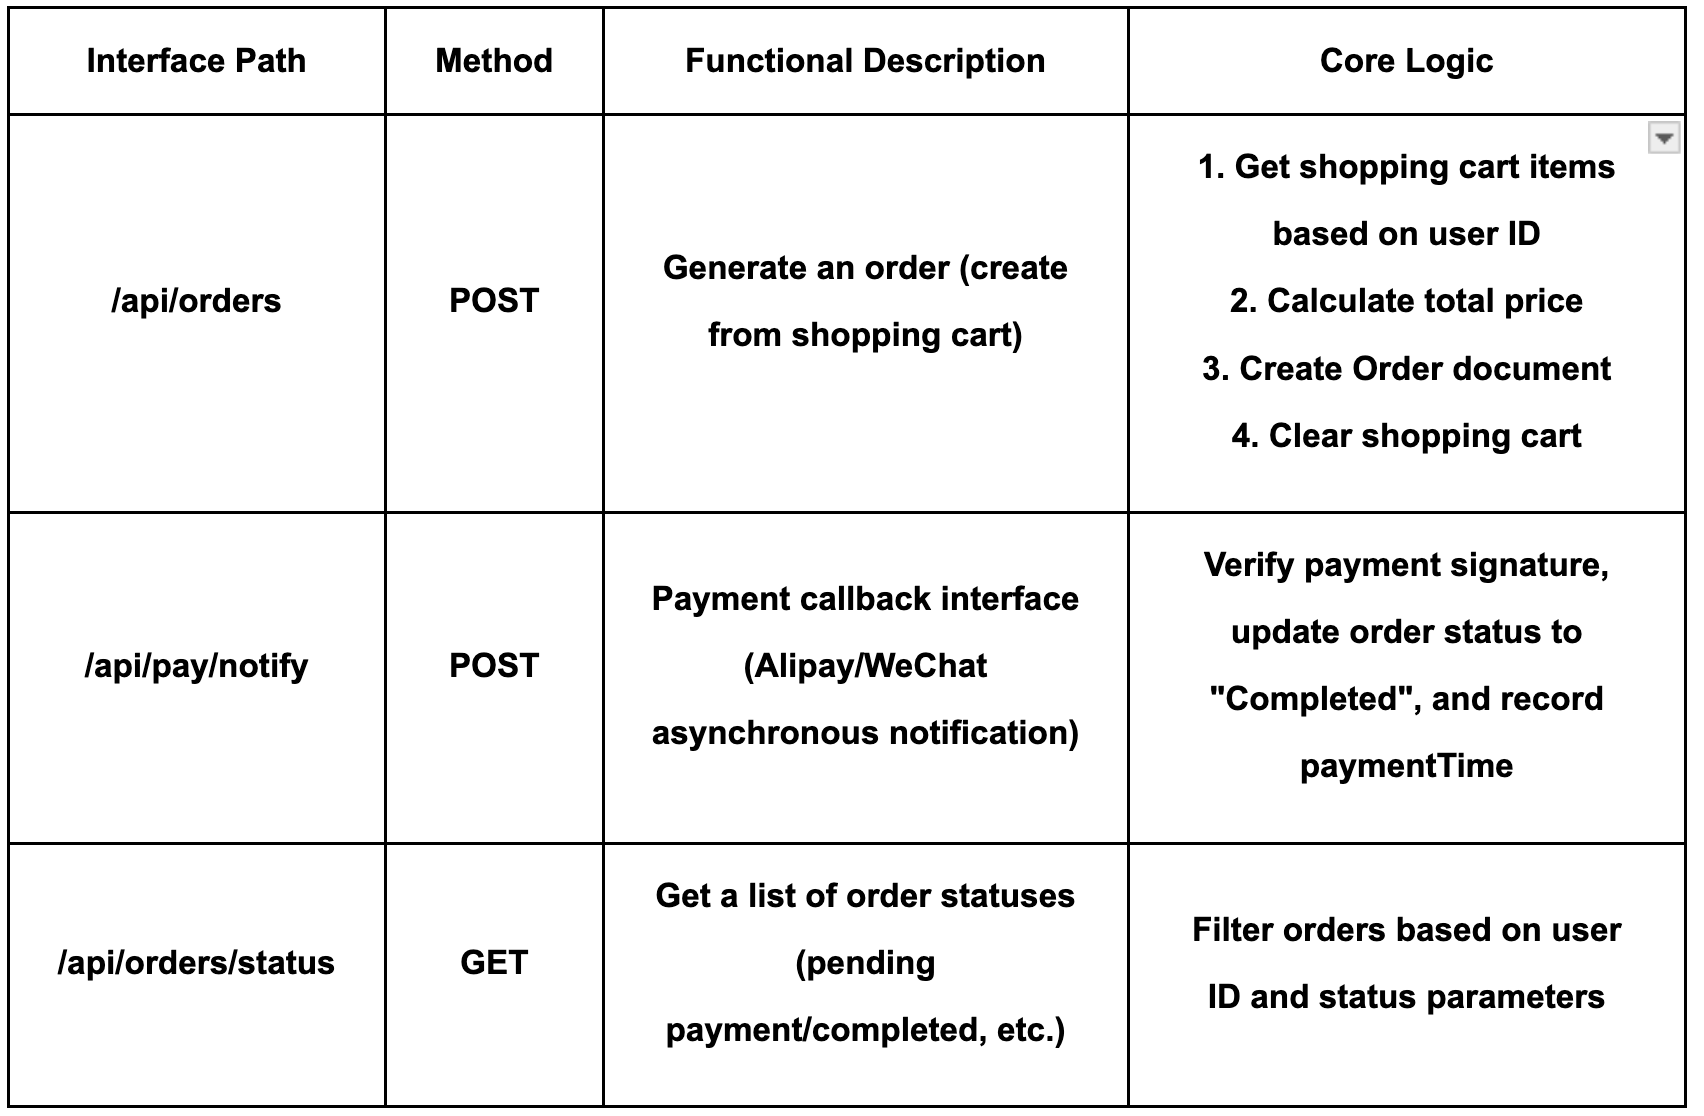 Interface Path
Method
Functional Description
Core Logic
/api/orders
POST
Generate an order (create
from shopping cart)
1. Get shopping cart items
based on user ID
2. Calculate total price
3. Create Order document
4. Clear shopping cart
/api/pay/notify
POST
Payment callback interface
(Alipay/WeChat
asynchronous notification)
Verify payment signature,
update order status to
"Completed", and record
paymentTime
/api/orders/status
GET
Get a list of order statuses
(pending
payment/completed, etc.)
Filter orders based on user
ID and status parameters